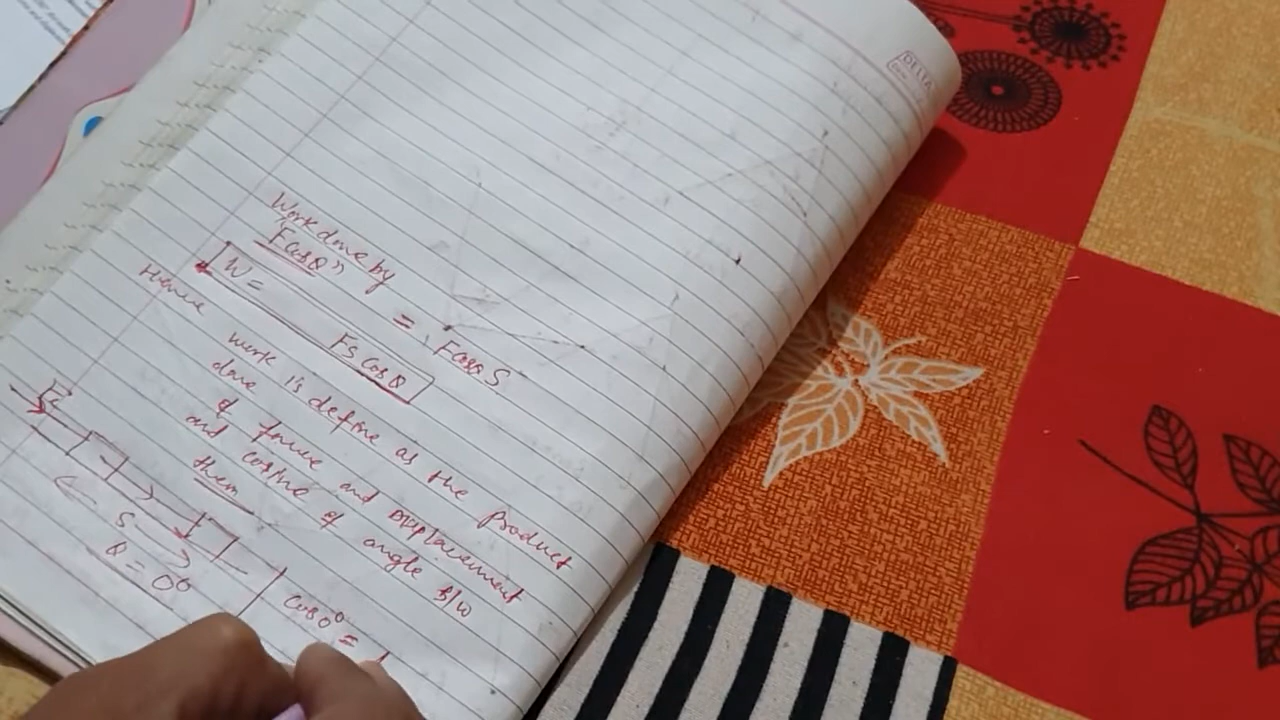 Work done by
"Fcosθ" = Fcosθ S
W = FS Cosθ
Hence work is define as the product
done of force and Displacement
and cosine of angle b/w
them
F
S
θ = 0°
Cos0° = 1
DELTA